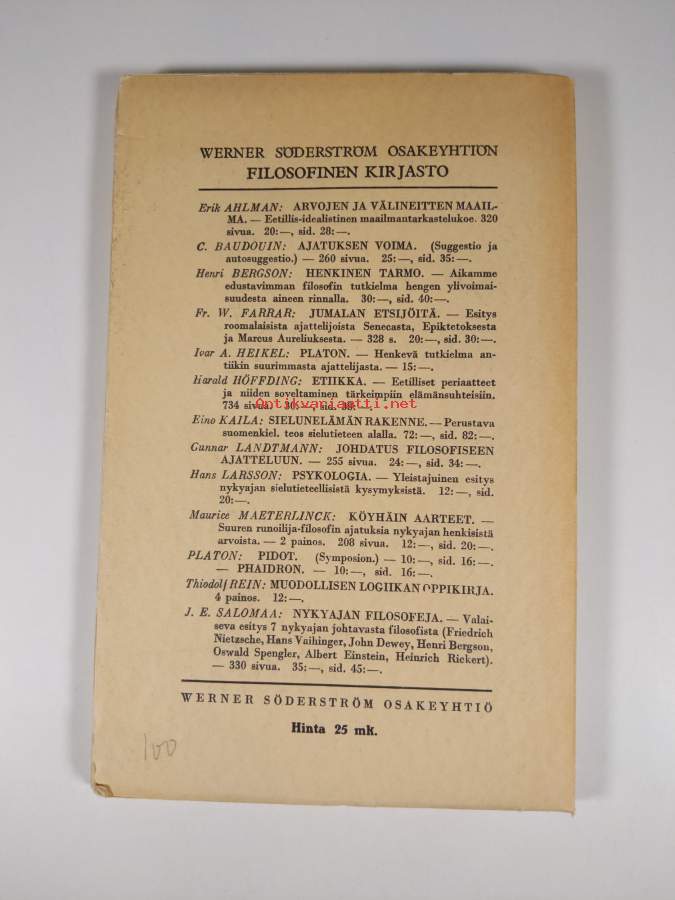 WERNER SÖDERSTRÖM OSAKEYHTIÖN
FILOSOFINEN KIRJASTO
Erik AHLMAN: ARVOJEN JA VÄLINEITTEN MAAIL-
MA. — Eetillis-idealistinen maailmantarkastelukoe. 320
sivua. 20:—, sid. 28:—.
C. BAUDOUIN: AJATUKSEN VOIMA. (Suggestio ja
autosuggestio.) — 260 sivua. 25:—, sid. 35:—.
Henri BERGSON: HENKINEN TARMO. — Aikamme
edustavimman filosofin tutkielma hengen ylivoimai-
suudesta aineen rinnalla. 30:—, sid. 40:—.
Fr. W. FARRAR: JUMALAN ETSIJÖITÄ. — Esitys
roomalaisista ajattelijoista Senecasta, Epiktetoksesta
ja Marcus Aureliuksesta. — 328 s. 20:—, sid. 30:—.
Ivar A. HEIKEL: PLATON. — Henkevä tutkielma an-
tiikin suurimmasta ajattelijasta. — 15:—.
Harald HÖFFDING: ETIIKKA. — Eetilliset periaatteet
ja niiden soveltaminen tärkeimpiin elämänsuhteisiin.
734 sivua. 30:—, sid. 38:—.
Antikvariaatti.net
Eino KAILA: SIELUNELÄMÄN RAKENNE. — Perustava
suomenkiel. teos sielutieteen alalla. 72:—, sid. 82:—.
Gunnar LANDTMANN: JOHDATUS FILOSOFISEEN
AJATTELUUN. — 255 sivua. 24:—, sid. 34:—.
Hans LARSSON: PSYKOLOGIA. — Yleistajuinen esitys
nykyajan sielutieteellisistä kysymyksistä. 12:—, sid.
20:—.
Maurice MAETERLINCK: KÖYHÄIN AARTEET. —
Suuren runoilija-filosofin ajatuksia nykyajan henkisistä
arvoista. — 2 painos. 208 sivua. 12:—, sid. 20:—.
PLATON: PIDOT. (Symposion.) — 10:—, sid. 16:—.
— PHAIDRON. — 10:—, sid. 16:—.
Thiodolf REIN: MUODOLLISEN LOGIIKAN OPPIKIRJA.
4 painos. 12:—.
J. E. SALOMAA: NYKYAJAN FILOSOFEJA. — Valai-
seva esitys 7 nykyajan johtavasta filosofista (Friedrich
Nietzsche, Hans Vaihinger, John Dewey, Henri Bergson,
Oswald Spengler, Albert Einstein, Heinrich Rickert).
— 330 sivua. 35:—, sid. 45:—.
WERNER SÖDERSTRÖM OSAKEYHTIÖ
Hinta 25 mk.
100